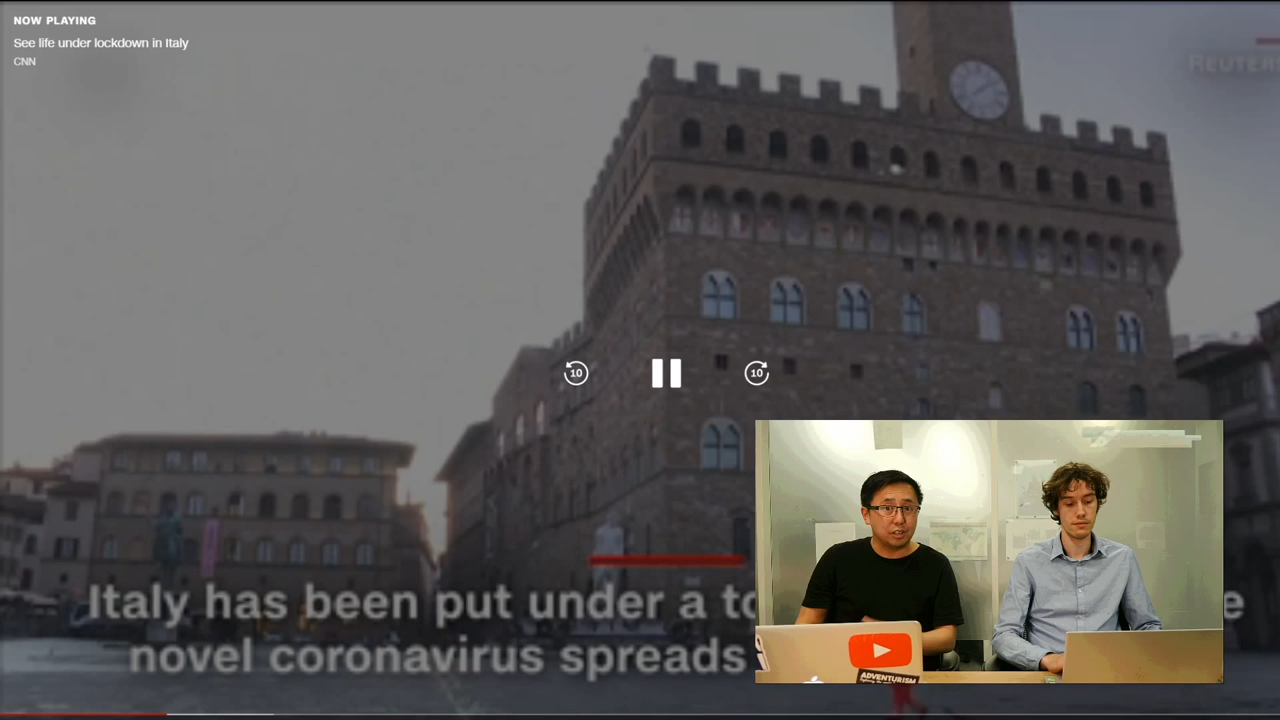 NOW PLAYING
See life under lockdown in Italy
CNN
REUTERS
10
10
Italy has been put under a to
e
novel coronavirus spreads
ADVENTURISM